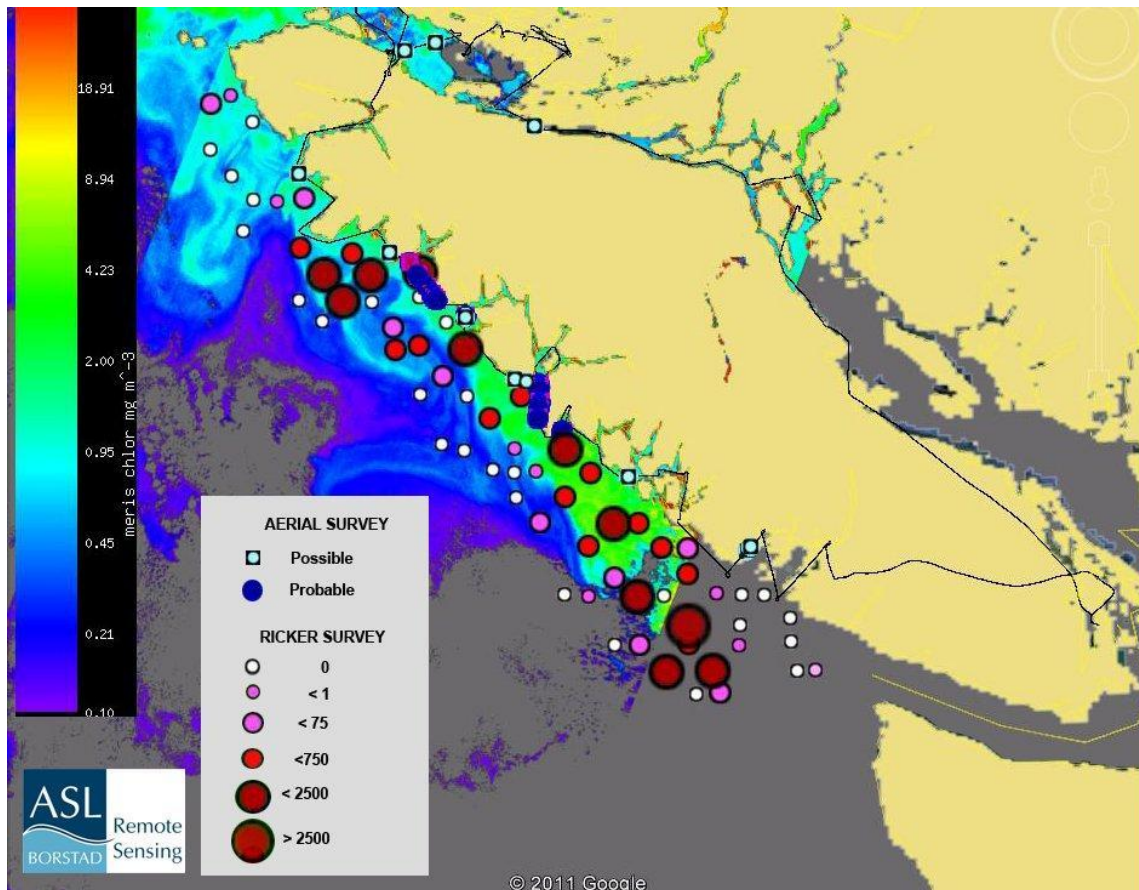 18.91
8.94
4.23
2.00
0.95
0.45
0.21
0.10
meris chlor mg m^-3
AERIAL SURVEY
Possible
Probable
RICKER SURVEY
0
< 1
< 75
<750
< 2500
> 2500
ASL
BORSTAD
Remote
Sensing
© 2011 Google